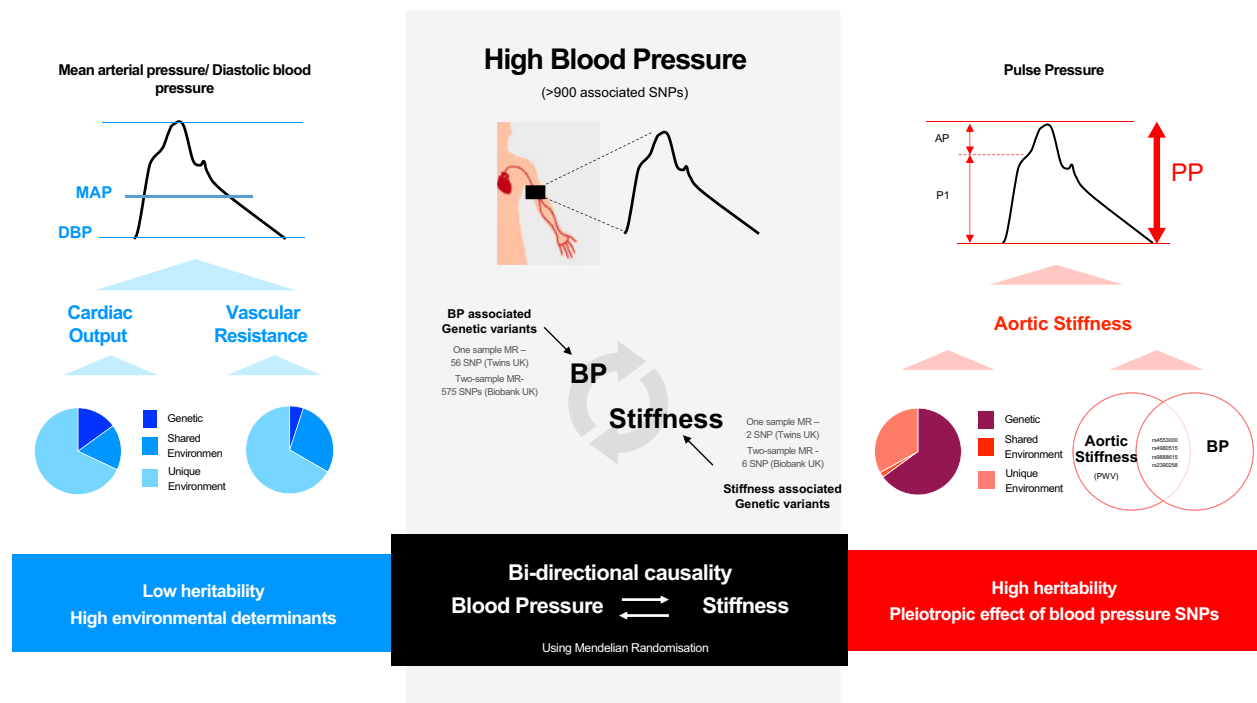 Mean arterial pressure/ Diastolic blood
pressure
MAP
DBP
Cardiac
Output
Vascular
Resistance
Genetic
Shared
Environmen
Unique
Environment
Low heritability
High environmental determinants
High Blood Pressure
(>900 associated SNPs)
BP associated
Genetic variants
One sample MR –
56 SNP (Twins UK)
Two-sample MR-
575 SNPs (Biobank UK)
BP
Stiffness
One sample MR –
2 SNP (Twins UK)
Two-sample MR -
6 SNP (Biobank UK)
Stiffness associated
Genetic variants
Bi-directional causality
Blood Pressure
Stiffness
Using Mendelian Randomisation
Pulse Pressure
AP
P1
PP
Aortic Stiffness
Genetic
Shared
Environment
Unique
Environment
Aortic
Stiffness
(PWV)
rs4553000
rs4980515
rs9888615
rs2390258
BP
High heritability
Pleiotropic effect of blood pressure SNPs